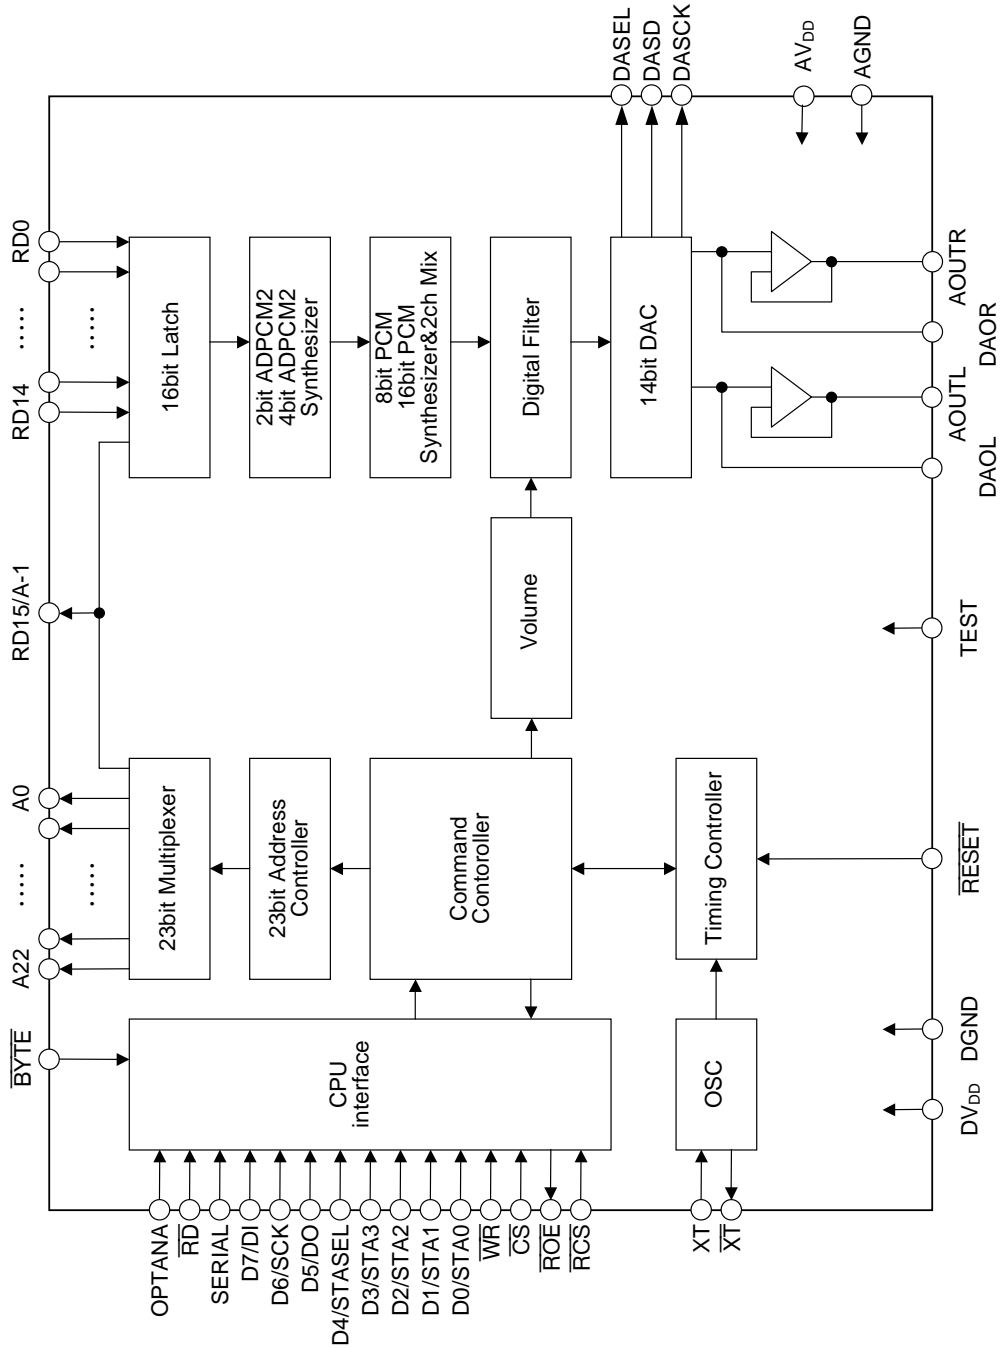 RD0
.....
.....
RD14
RD15/A-1
A0
.....
.....
A22
BYTE
DASEL
DASD
DASCK
AVDD
AGND
16bit Latch
2bit ADPCM2
4bit ADPCM2
Synthesizer
8bit PCM
16bit PCM
Synthesizer&2ch Mix
Digital Filter
14bit DAC
AOUTR
DAOR
AOUTL
DAOL
Volume
TEST
23bit Multiplexer
23bit Address
Controller
Command
Contoroller
Timing Controller
RESET
CPU
interface
OSC
DGND
DVDD
OPTANA
RD
SERIAL
D7/DI
D6/SCK
D5/DO
D4/STASEL
D3/STA3
D2/STA2
D1/STA1
D0/STA0
WR
CS
ROE
RCS
XT
XT